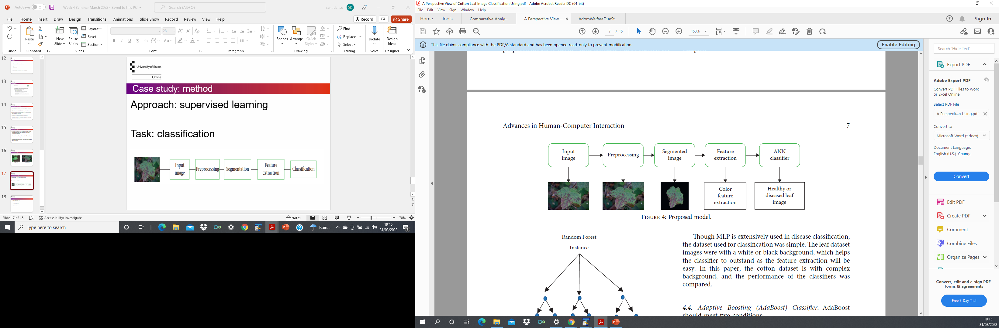 AutoSave Off Week 4 Seminar March 2022 • Saved to this PC Search (Alt+Q) sam danso SD
File Home Insert Draw Design Transitions Animations Slide Show Record Review View Help Record Share
Undo
Paste
Clipboard
New Slide
Reuse Slides
Layout
Reset
Section
Slides
28
Font
Paragraph
Shapes
Arrange
Quick Styles
Drawing
Find
Replace
Select
Editing
Dictate
Voice
Design Ideas
Designer
12
13
14
15
16
17
18
University of Essex
Online
Case study: method
Approach: supervised learning
Task: classification
Input image
Preprocessing
Segmentation
Feature extraction
Classification
Slide 17 of 18 Accessibility: Investigate Notes 70%
Type here to search Rain... 19:15
31/03/2022
A Perspective View of Cotton Leaf Image Classification Using.pdf - Adobe Acrobat Reader DC (64-bit)
File Edit View Sign Window Help
Home Tools Comparative Analy... A Perspective View ... AdomWelfareDueSt... Sign In
7 / 15 150%
This file claims compliance with the PDF/A standard and has been opened read-only to prevent modification. Enable Editing
Advances in Human-Computer Interaction 7
Input image
Preprocessing
Segmented image
Feature extraction
ANN classifier
Color feature extraction
Healthy or diseased leaf image
Figure 4: Proposed model.
Random Forest
Instance
Though MLP is extensively used in disease classification,
the dataset used for classification was simple. The leaf dataset
images were with a white or black background, which helps
the classifier to outstand as the feature extraction will be
easy. In this paper, the cotton dataset is with complex
background, and the performance of the classifiers was
compared.
4.4. Adaptive Boosting (AdaBoost) Classifier. AdaBoost
should meet two conditions:
Search 'Hide Text'
Export PDF
Adobe Export PDF
Convert PDF Files to Word
or Excel Online
Select PDF File
A Perspecti...n Using.pdf
Convert to
Microsoft Word (*.docx)
Document Language:
English (U.S.) Change
Convert
Edit PDF
Create PDF
Comment
Combine Files
Organize Pages
Convert, edit and e-sign PDF
forms & agreements
Free 7-Day Trial
19:15
31/03/2022